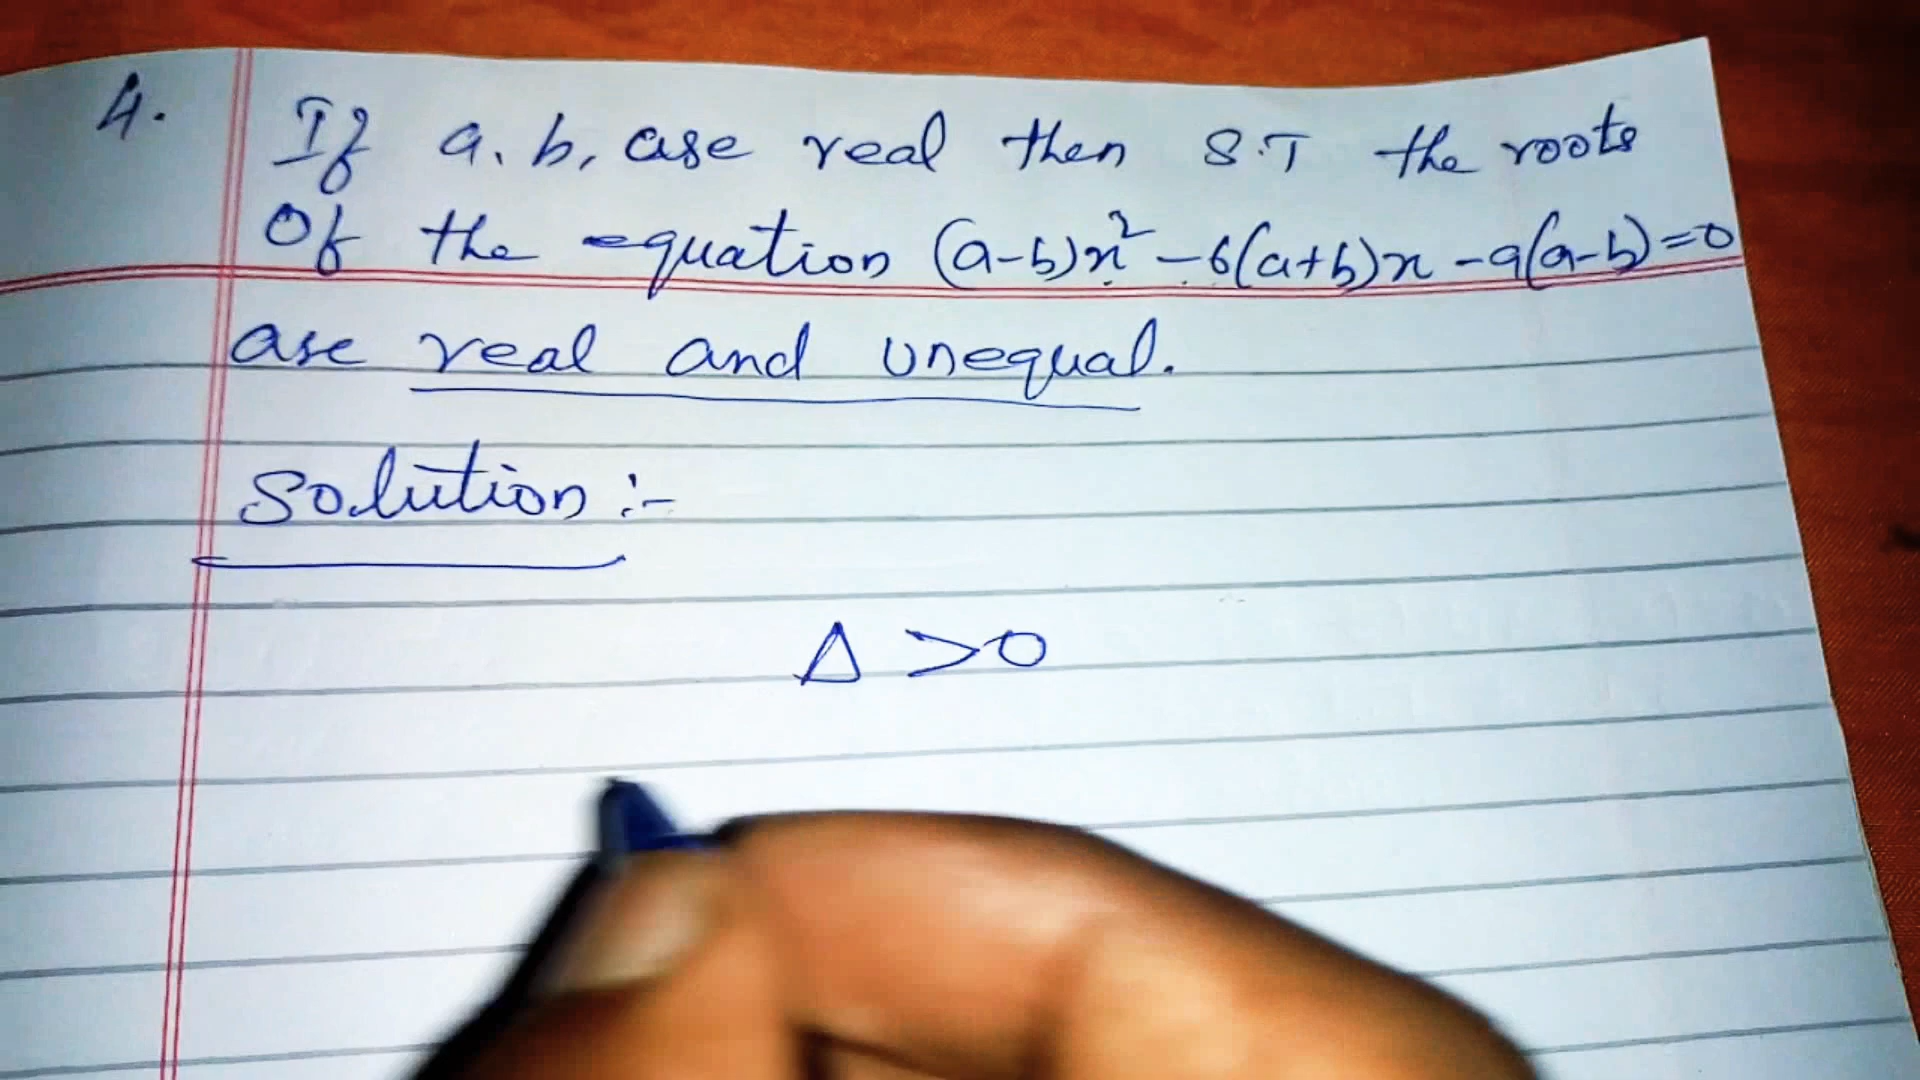 4. If a, b, are real then S.T the roots
Of the equation (a-b)x² -6(a+b)x -9(a-b)=0
are real and unequal.
Solution :-
Δ >0